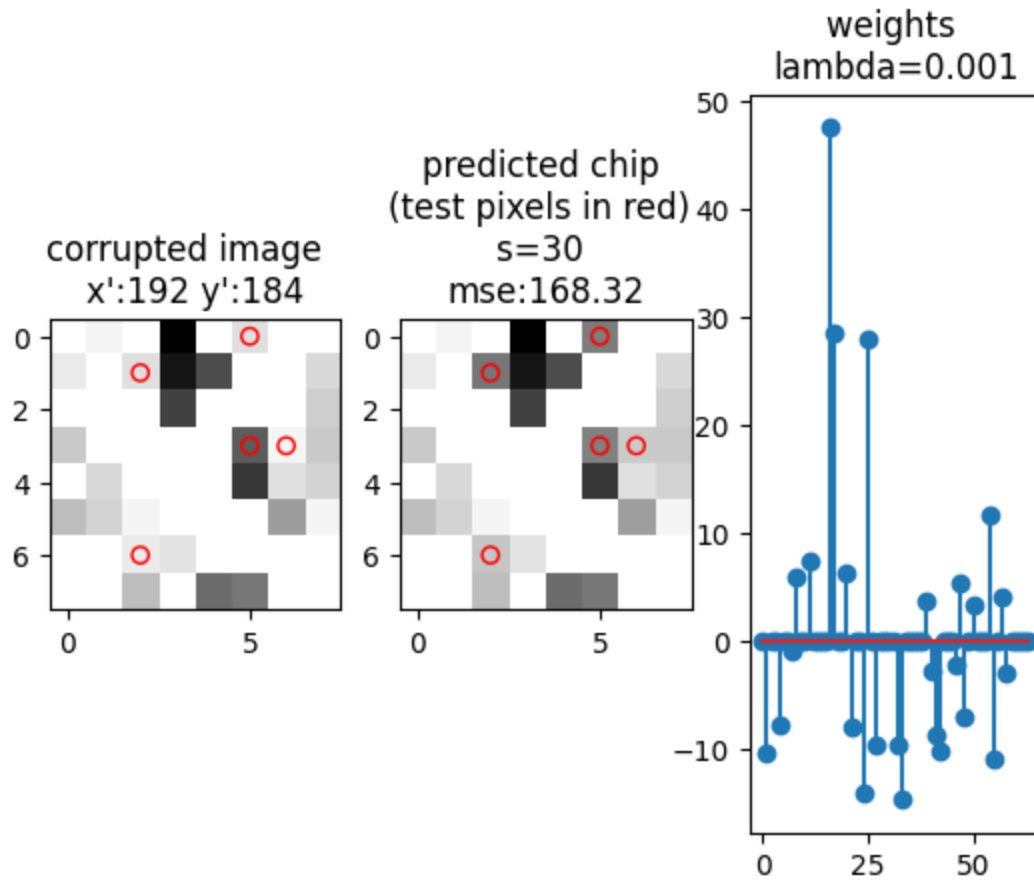 weights
lambda=0.001
predicted chip
(test pixels in red)
s=30
mse:168.32
corrupted image
x':192 y':184
0
2
4
6
0
5
0
2
4
6
0
5
50
40
30
20
10
0
−10
0
25
50